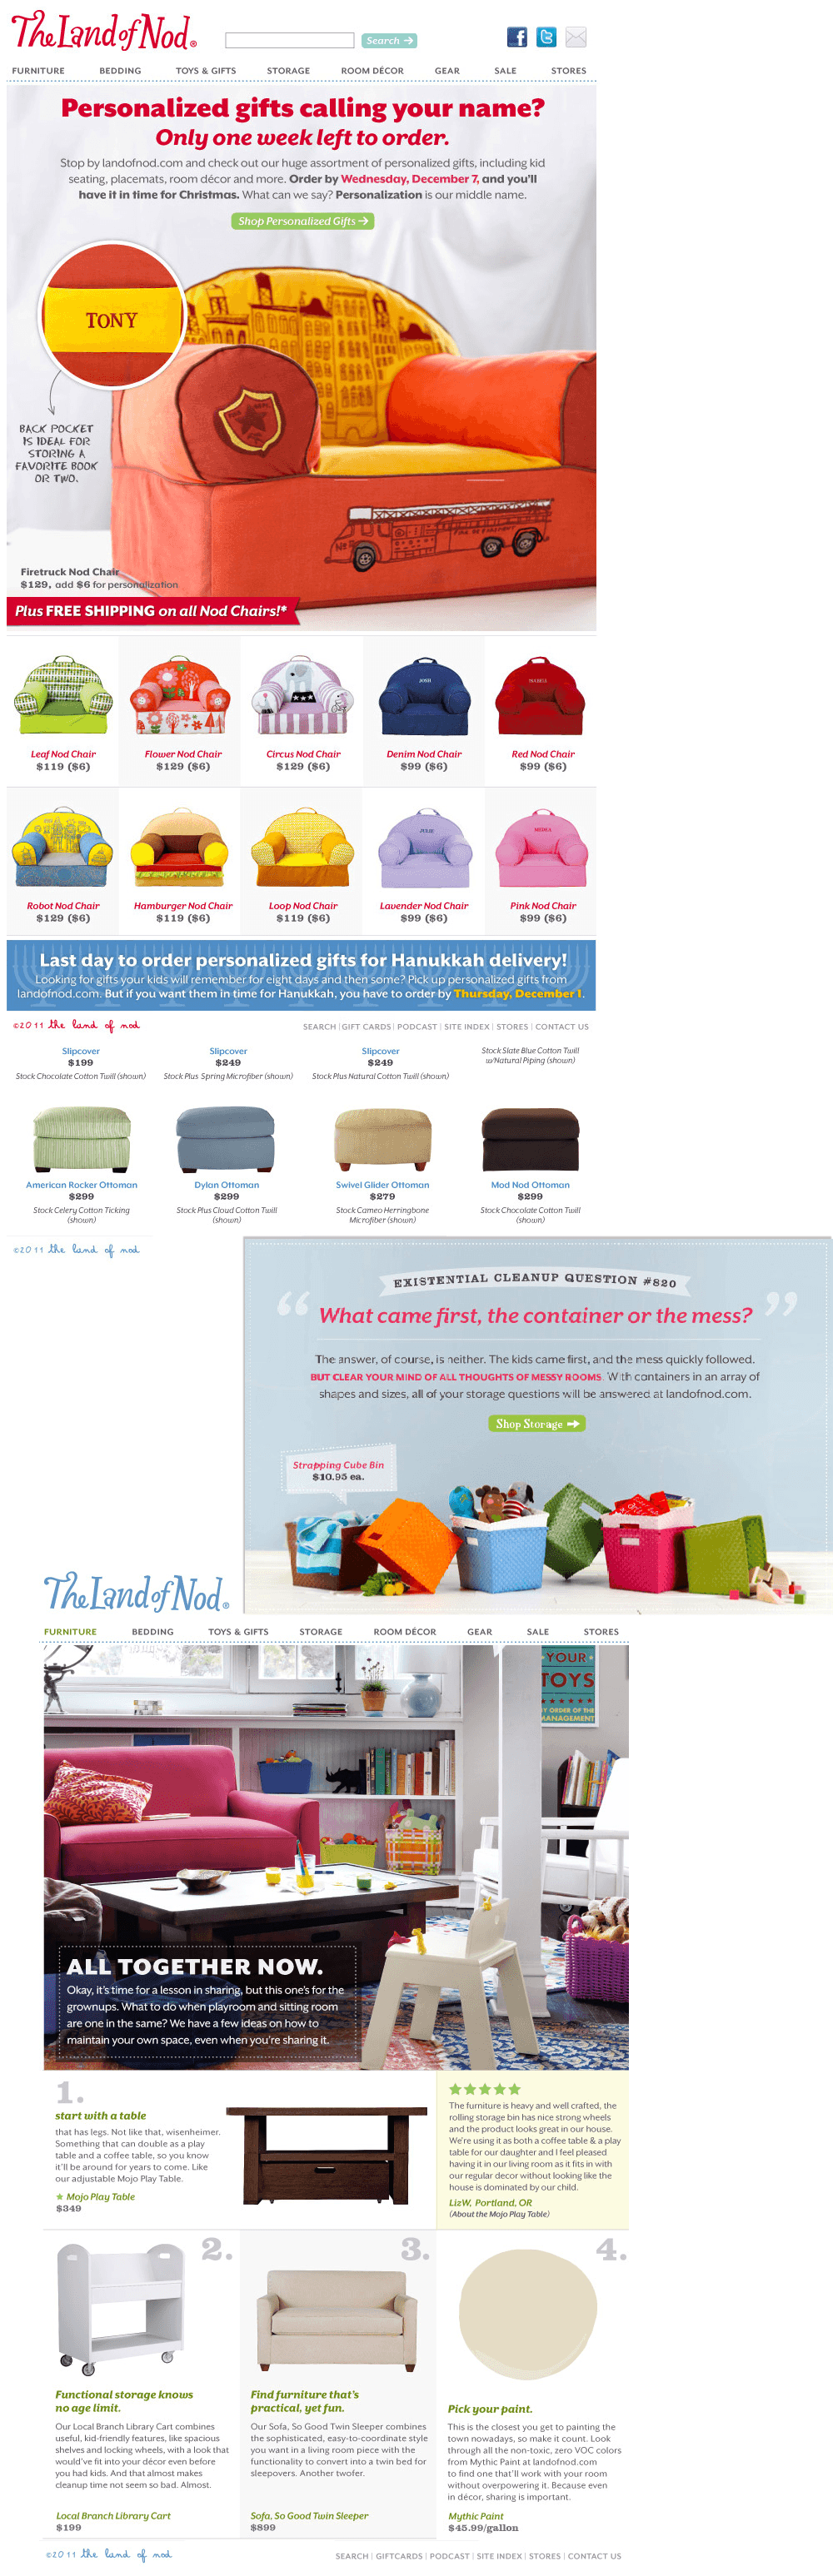 The Land of Nod®
Search →
FURNITURE BEDDING TOYS & GIFTS STORAGE ROOM DÉCOR GEAR SALE STORES
Personalized gifts calling your name?
Only one week left to order.
Stop by landofnod.com and check out our huge assortment of personalized gifts, including kid
seating, placemats, room décor and more. Order by Wednesday, December 7, and you'll
have it in time for Christmas. What can we say? Personalization is our middle name.
Shop Personalized Gifts →
TONY
BACK POCKET
IS IDEAL FOR
STORING A
FAVORITE BOOK
OR TWO.
Firetruck Nod Chair
$129, add $6 for personalization
Plus FREE SHIPPING on all Nod Chairs!*
JOSH
ISABELL
Leaf Nod Chair Flower Nod Chair Circus Nod Chair Denim Nod Chair Red Nod Chair
$119 ($6) $129 ($6) $129 ($6) $99 ($6) $99 ($6)
Robot Nod Chair Hamburger Nod Chair Loop Nod Chair Lavender Nod Chair Pink Nod Chair
$129 ($6) $119 ($6) $119 ($6) $99 ($6) $99 ($6)
Last day to order personalized gifts for Hanukkah delivery!
Looking for gifts your kids will remember for eight days and then some? Pick up personalized gifts from
landofnod.com. But if you want them in time for Hanukkah, you have to order by Thursday, December 1.
©2011 the land of nod
SEARCH | GIFT CARDS | PODCAST | SITE INDEX | STORES | CONTACT US
Slipcover Slipcover Slipcover Stock Slate Blue Cotton Twill
$199 $249 $249 w/Natural Piping (shown)
Stock Chocolate Cotton Twill (shown) Stock Plus Spring Microfiber (shown) Stock Plus Natural Cotton Twill (shown)
American Rocker Ottoman Dylan Ottoman Swivel Glider Ottoman Mod Nod Ottoman
$299 $299 $279 $299
Stock Celery Cotton Ticking Stock Plus Cloud Cotton Twill Stock Cameo Herringbone Stock Chocolate Cotton Twill
(shown) (shown) Microfiber (shown) (shown)
©2011 the land of nod
EXISTENTIAL CLEANUP QUESTION #820
“What came first, the container or the mess?”
The answer, of course, is neither. The kids came first, and the mess quickly followed.
BUT CLEAR YOUR MIND OF ALL THOUGHTS OF MESSY ROOMS. With containers in an array of
shapes and sizes, all of your storage questions will be answered at landofnod.com.
Shop Storage →
Strapping Cube Bin
$10.95 ea.
The Land of Nod®
FURNITURE BEDDING TOYS & GIFTS STORAGE ROOM DÉCOR GEAR SALE STORES
YOUR
TOYS
BY ORDER OF THE
MANAGEMENT
ALL TOGETHER NOW.
Okay, it's time for a lesson in sharing, but this one's for the
grownups. What to do when playroom and sitting room
are one in the same? We have a few ideas on how to
maintain your own space, even when you're sharing it.
1.
start with a table
that has legs. Not like that, wisenheimer.
Something that can double as a play
table and a coffee table, so you know
it'll be around for years to come. Like
our adjustable Mojo Play Table.
Mojo Play Table
$349
The furniture is heavy and well crafted, the
rolling storage bin has nice strong wheels
and the product looks great in our house.
We're using it as both a coffee table & a play
table for our daughter and I feel pleased
having it in our living room as it fits in with
our regular decor without looking like the
house is dominated by our child.
LizW, Portland, OR
(About the Mojo Play Table)
2.
Functional storage knows
no age limit.
Our Local Branch Library Cart combines
useful, kid-friendly features, like spacious
shelves and locking wheels, with a look that
would've fit into your décor even before
you had kids. And that almost makes
cleanup time not seem so bad. Almost.
Local Branch Library Cart
$199
3.
Find furniture that's
practical, yet fun.
Our Sofa, So Good Twin Sleeper combines
the sophisticated, easy-to-coordinate style
you want in a living room piece with the
functionality to convert into a twin bed for
sleepovers. Another twofer.
Sofa, So Good Twin Sleeper
$899
4.
Pick your paint.
This is the closest you get to painting the
town nowadays, so make it count. Look
through all the non-toxic, zero VOC colors
from Mythic Paint at landofnod.com
to find one that'll work with your room
without overpowering it. Because even
in décor, sharing is important.
Mythic Paint
$45.99/gallon
©2011 the land of nod
SEARCH | GIFTCARDS | PODCAST | SITE INDEX | STORES | CONTACT US